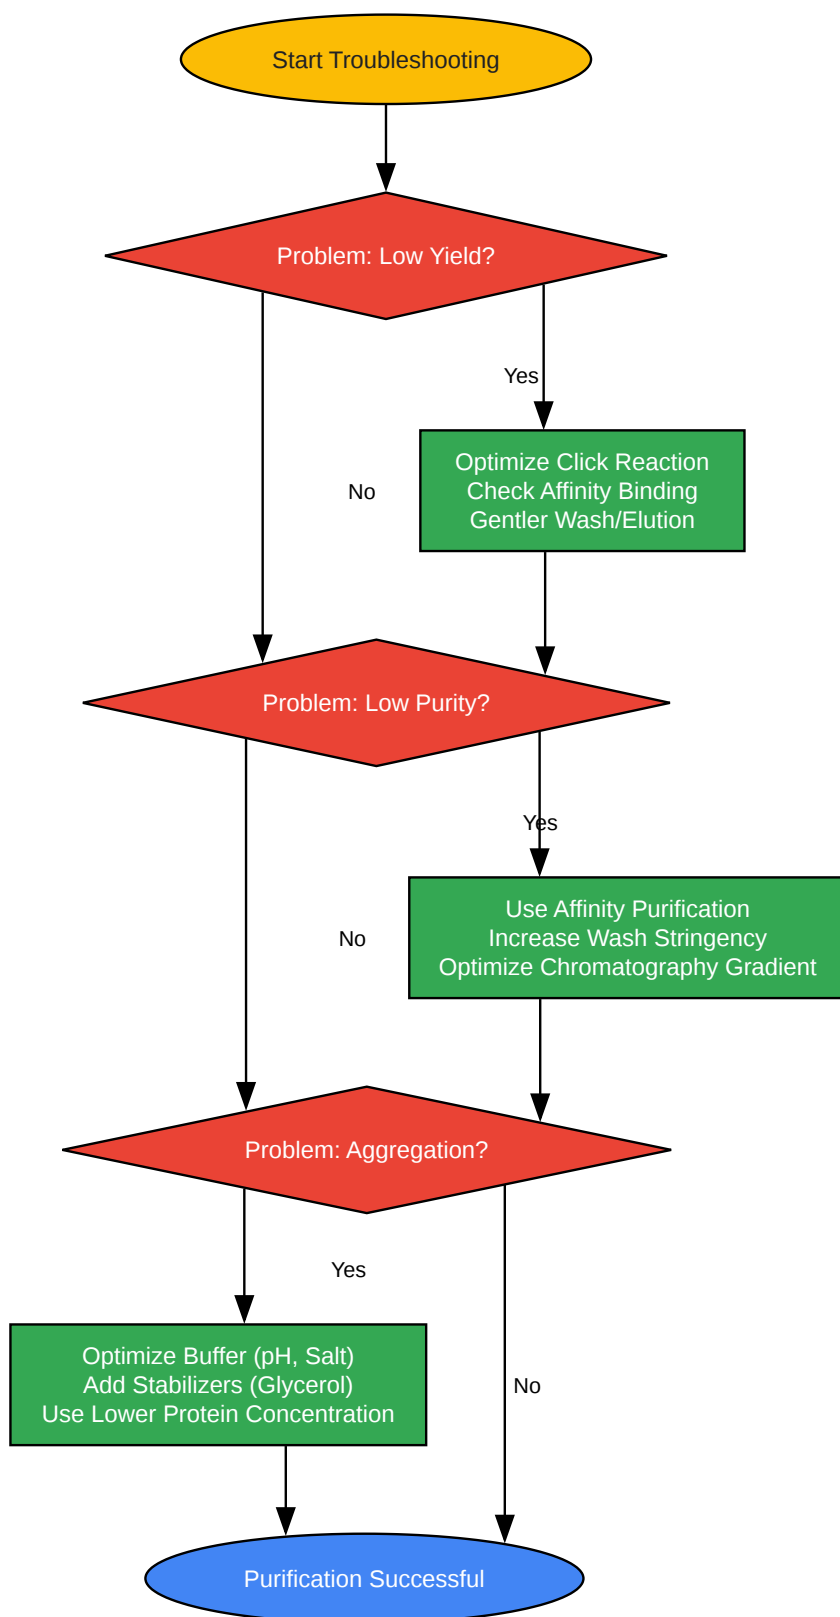 Start Troubleshooting
Problem: Low Yield?
Yes
Optimize Click Reaction
Check Affinity Binding
Gentler Wash/Elution
No
Problem: Low Purity?
Yes
Use Affinity Purification
Increase Wash Stringency
Optimize Chromatography Gradient
No
Problem: Aggregation?
Yes
Optimize Buffer (pH, Salt)
Add Stabilizers (Glycerol)
Use Lower Protein Concentration
No
Purification Successful